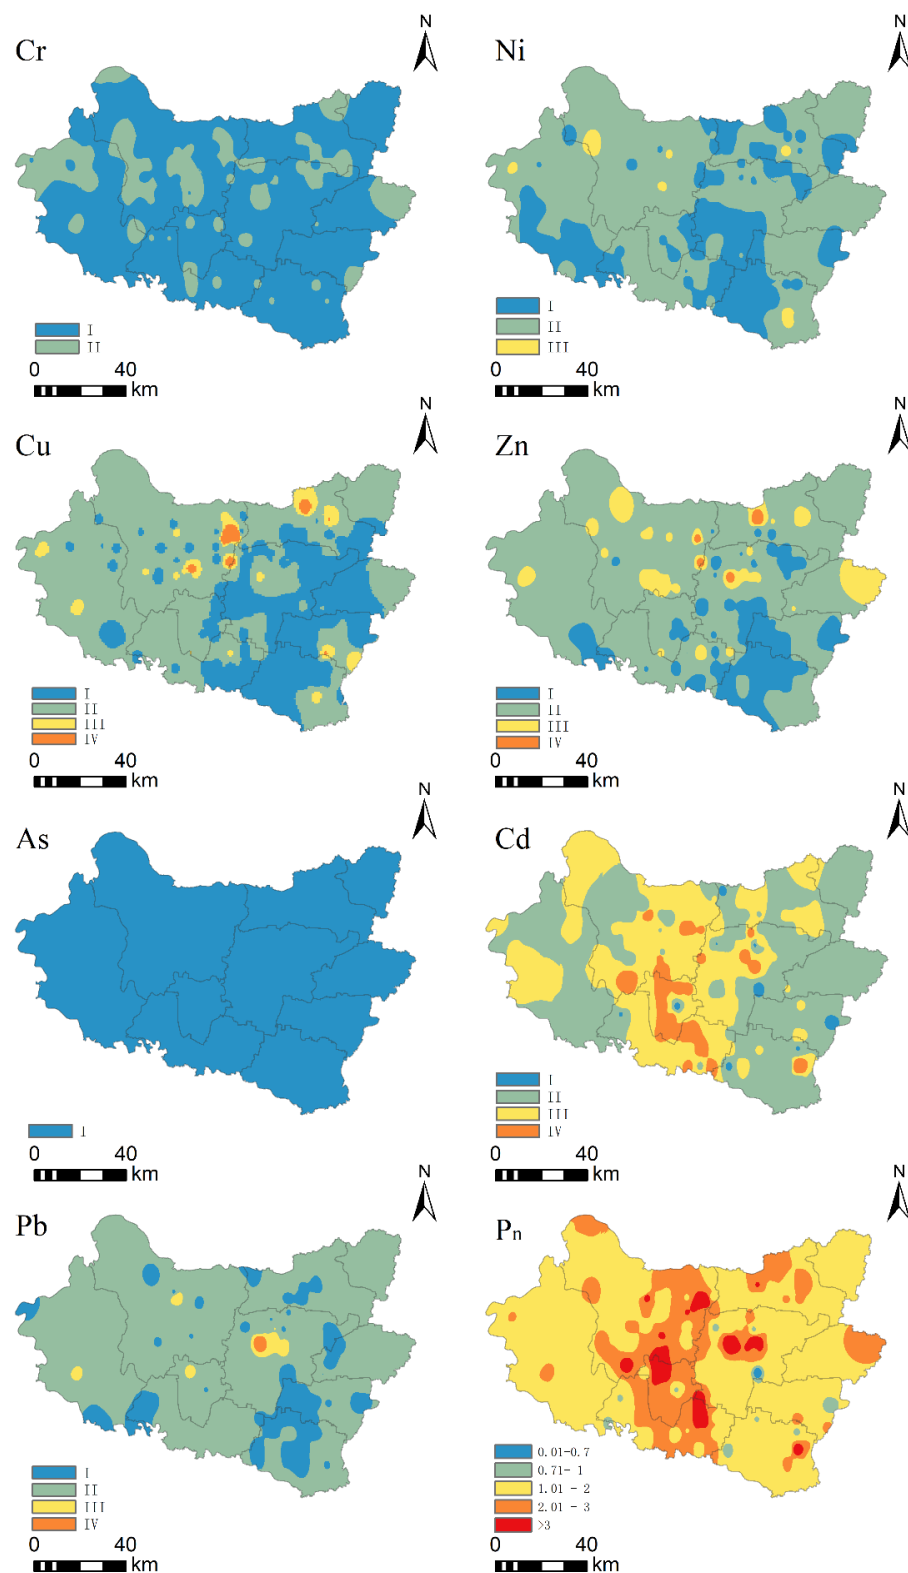 N
N
Cr
Ni
I
II
I
II
III
0 40
km
0 40
km
N
N
Cu
Zn
I
II
III
IV
I
II
III
IV
0 40
km
0 40
km
N
N
As
Cd
I
I
II
III
IV
0 40
km
0 40
km
N
N
Pb
Pn
I
II
III
IV
0.01-0.7
0.71- 1
1.01 - 2
2.01 - 3
>3
0 40
km
0 40
km